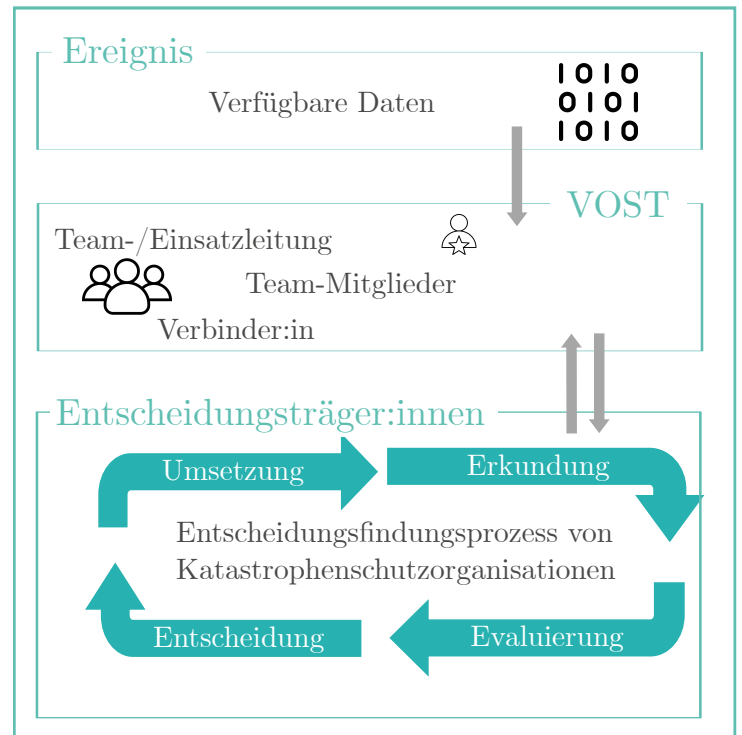 Ereignis
Verfügbare Daten
1010
0101
1010
VOST
Team-/Einsatzleitung
Team-Mitglieder
Verbinder:in
Entscheidungsträger:innen
Umsetzung
Erkundung
Entscheidungsfindungsprozess von
Katastrophenschutzorganisationen
Entscheidung
Evaluierung